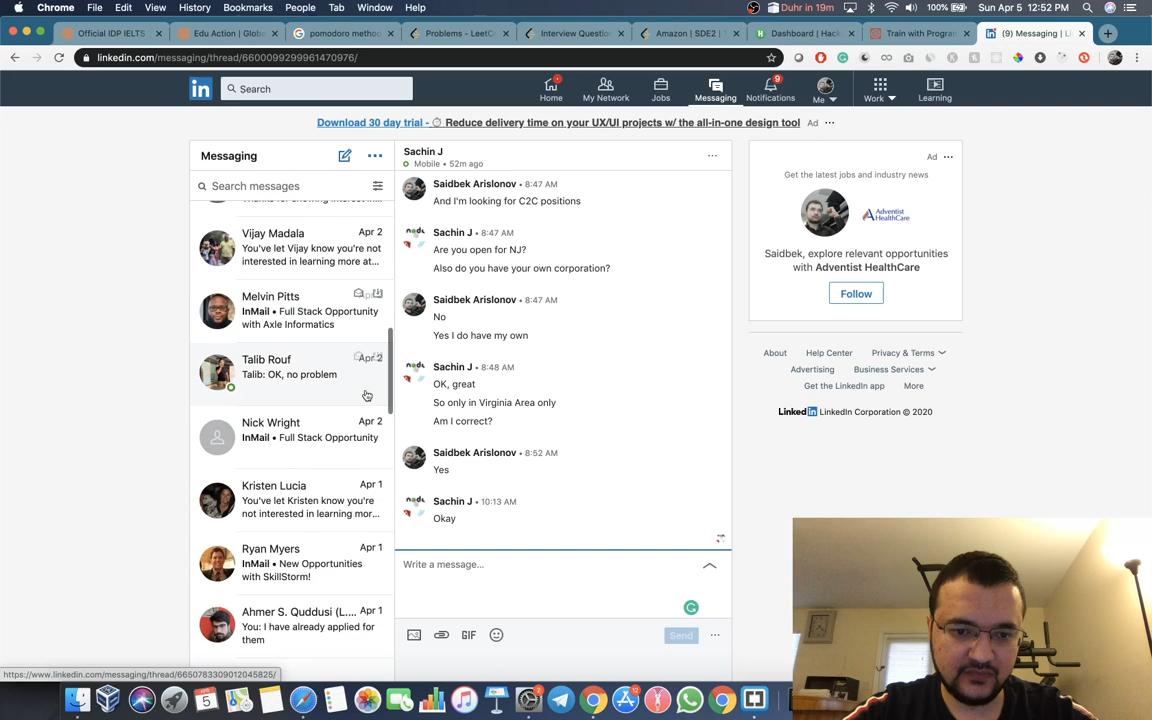 Chrome File Edit View History Bookmarks People Tab Window Help
Duhr in 19m 100% Sun Apr 5 12:52 PM
Official IDP IELTS
Edu Action | Glob
pomodoro metho
Problems - LeetC
Interview Questio
Amazon | SDE2 |
Dashboard | Hack
Train with Program
(9) Messaging | L
linkedin.com/messaging/thread/6600099299961470976/
in
Search
Home
My Network
Jobs
Messaging
9
Notifications
Me
Work
Learning
Download 30 day trial - Reduce delivery time on your UX/UI projects w/ the all-in-one design tool Ad
Messaging
Search messages
Vijay Madala Apr 2
You've let Vijay know you're not
interested in learning more at...
Melvin Pitts
InMail • Full Stack Opportunity
with Axle Informatics
Talib Rouf Apr 2
Talib: OK, no problem
Nick Wright Apr 2
InMail • Full Stack Opportunity
Kristen Lucia Apr 1
You've let Kristen know you're
not interested in learning mor...
Ryan Myers Apr 1
InMail • New Opportunities
with SkillStorm!
Ahmer S. Quddusi (L.... Apr 1
You: I have already applied for
them
Sachin J
Mobile • 52m ago
Saidbek Arislonov • 8:47 AM
And I'm looking for C2C positions
Sachin J • 8:47 AM
Are you open for NJ?
Also do you have your own corporation?
Saidbek Arislonov • 8:47 AM
No
Yes I do have my own
Sachin J • 8:48 AM
OK, great
So only in Virginia Area only
Am I correct?
Saidbek Arislonov • 8:52 AM
Yes
Sachin J • 10:13 AM
Okay
Write a message...
GIF
Send
Ad
Get the latest jobs and industry news
Adventist
HealthCare
Saidbek, explore relevant opportunities
with Adventist HealthCare
Follow
About Help Center Privacy & Terms
Advertising Business Services
Get the LinkedIn app More
Linked in LinkedIn Corporation © 2020
https://www.linkedin.com/messaging/thread/6650783309012045825/